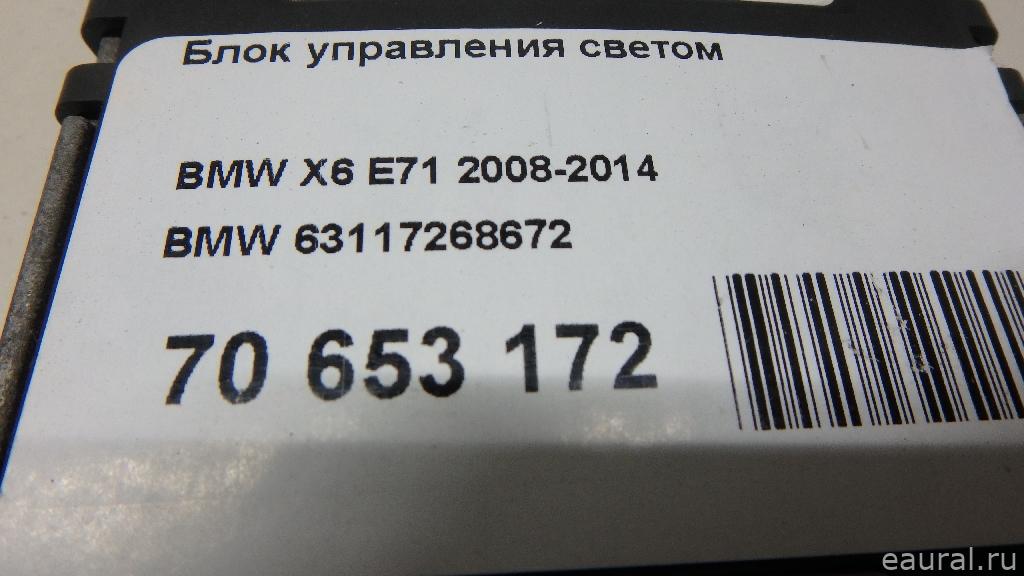 Блок управления светом
BMW X6 E71 2008-2014
BMW 63117268672
70 653 172
eaural.ru